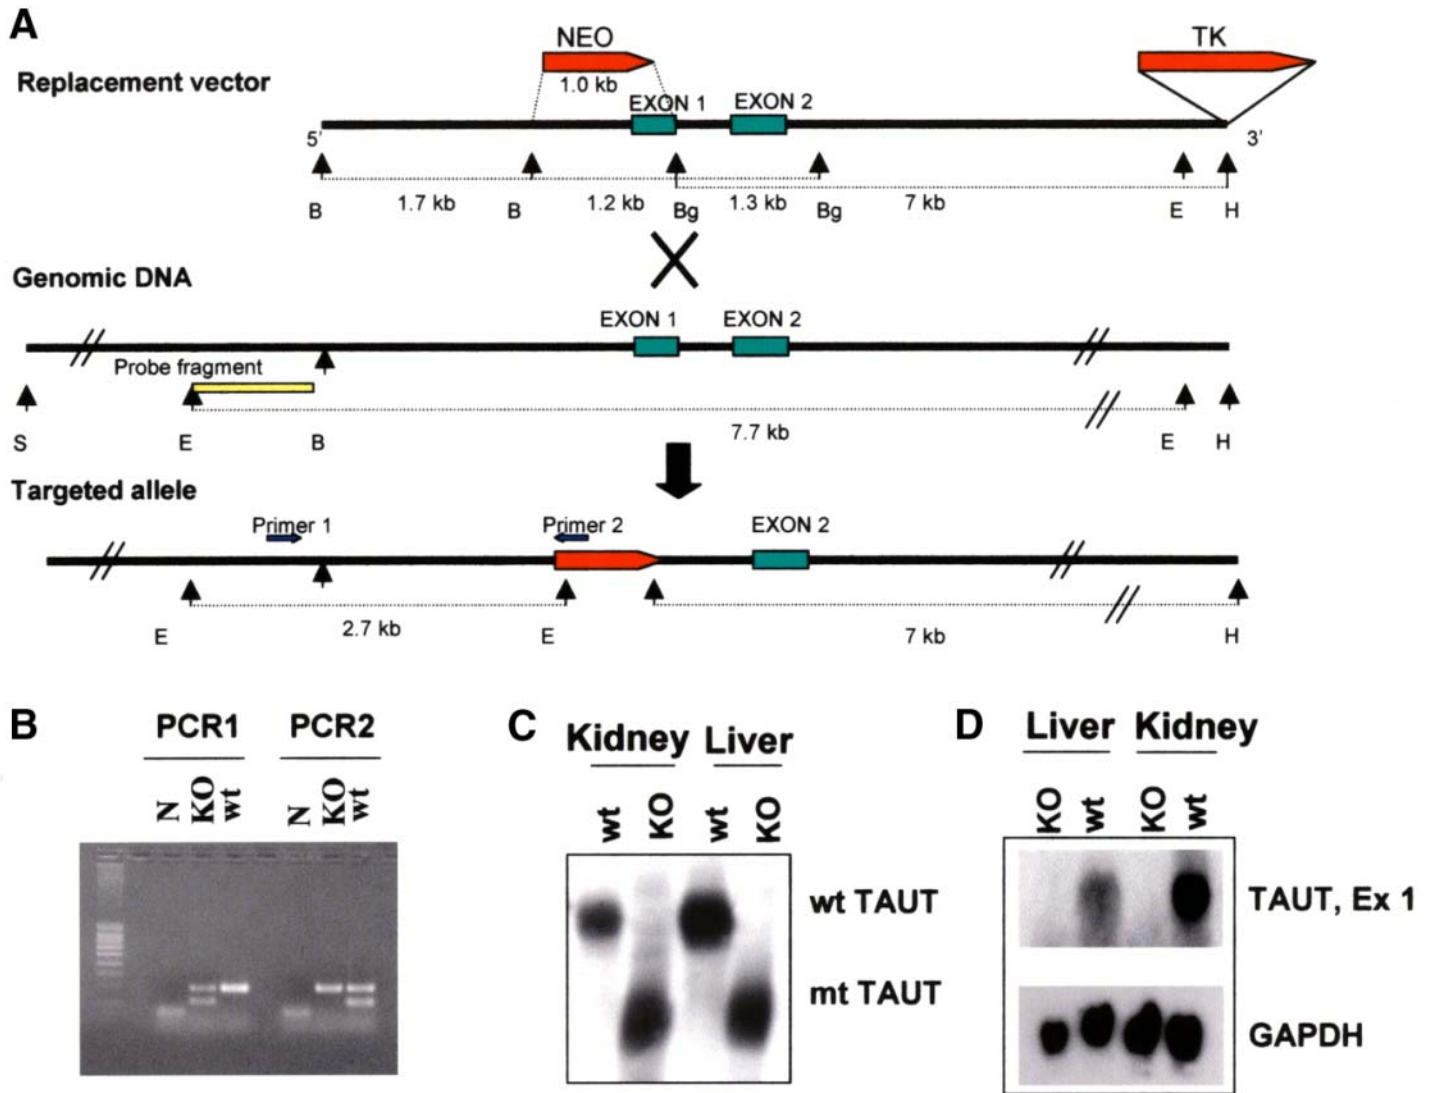 A
NEO
TK
Replacement vector
1.0 kb
EXON 1 EXON 2
5'
3'
1.7 kb 1.2 kb 1.3 kb 7 kb
B B Bg Bg E H
Genomic DNA
EXON 1 EXON 2
Probe fragment
7.7 kb
S E B E H
Targeted allele
Primer 1 Primer 2 EXON 2
2.7 kb 7 kb
E E H
B
PCR1 PCR2
N KO wt N KO wt
C
Kidney Liver
wt KO wt KO
wt TAUT
mt TAUT
D
Liver Kidney
KO wt KO wt
TAUT, Ex 1
GAPDH